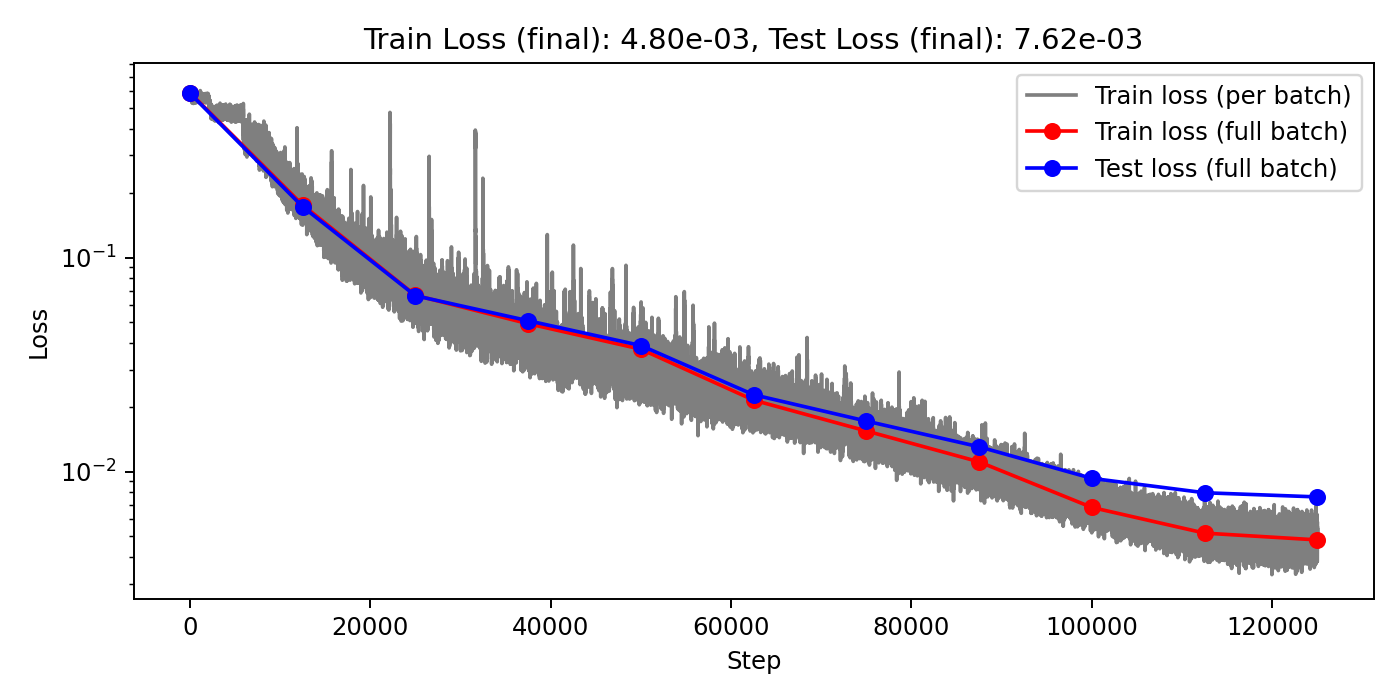 Train Loss (final): 4.80e-03, Test Loss (final): 7.62e-03
Train loss (per batch)
Train loss (full batch)
Test loss (full batch)
10⁻¹
10⁻²
Loss
0 20000 40000 60000 80000 100000 120000
Step